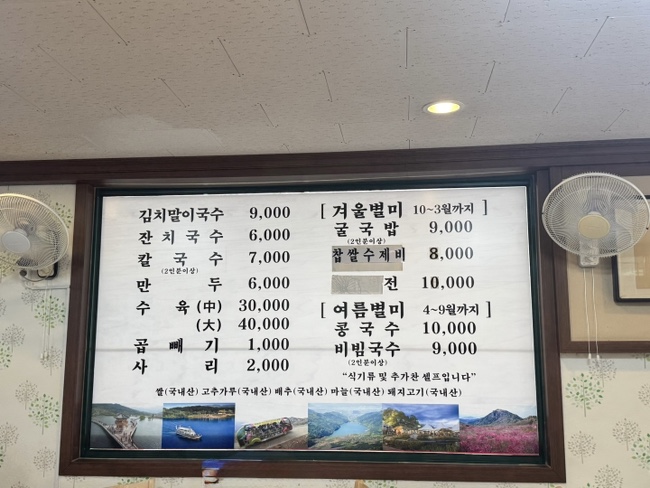 김치말이국수 9,000
잔치국수 6,000
칼국수 7,000
(2인분이상)
만두 6,000
수육(中) 30,000
(大) 40,000
곱빼기 1,000
사리 2,000
[겨울별미 10~3월까지]
굴국밥 9,000
(2인분이상)
찹쌀수제비 8,000
전 10,000
[여름별미 4~9월까지]
콩국수 10,000
비빔국수 9,000
(2인분이상)
“식기류 및 추가찬 셀프입니다”
쌀(국내산) 고추가루(국내산) 배추(국내산) 마늘(국내산) 돼지고기(국내산)